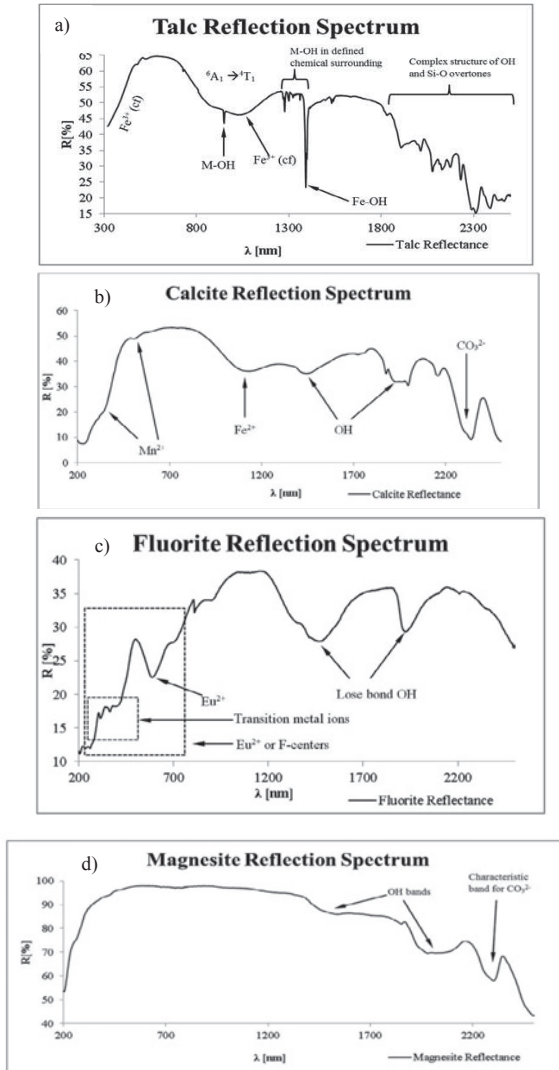 a)
Talc Reflection Spectrum
M-OH in defined
chemical surrounding
Complex structure of OH
and Si-O overtones
⁶A₁ → ⁴T₁
Fe³⁺ (cf)
M-OH
Fe³⁺ (cf)
Fe-OH
R[%]
65
60
55
50
45
40
35
30
25
20
15
300 800 1300 1800 2300
λ [nm]
Talc Reflectance
b)
Calcite Reflection Spectrum
R [%]
60
50
40
30
20
10
0
Mn²⁺
Fe²⁺
OH
CO₃²⁻
200 700 1200 1700 2200
λ [nm]
Calcite Reflectance
c)
Fluorite Reflection Spectrum
R [%]
40
35
30
25
20
15
10
Eu²⁺
Lose bond OH
Transition metal ions
Eu²⁺ or F-centers
200 700 1200 1700 2200
λ [nm]
Fluorite Reflectance
d)
Magnesite Reflection Spectrum
R[%]
100
90
80
70
60
50
40
OH bands
Characteristic
band for CO₃²⁻
200 700 1200 1700 2200
λ [nm]
Magnesite Reflectance